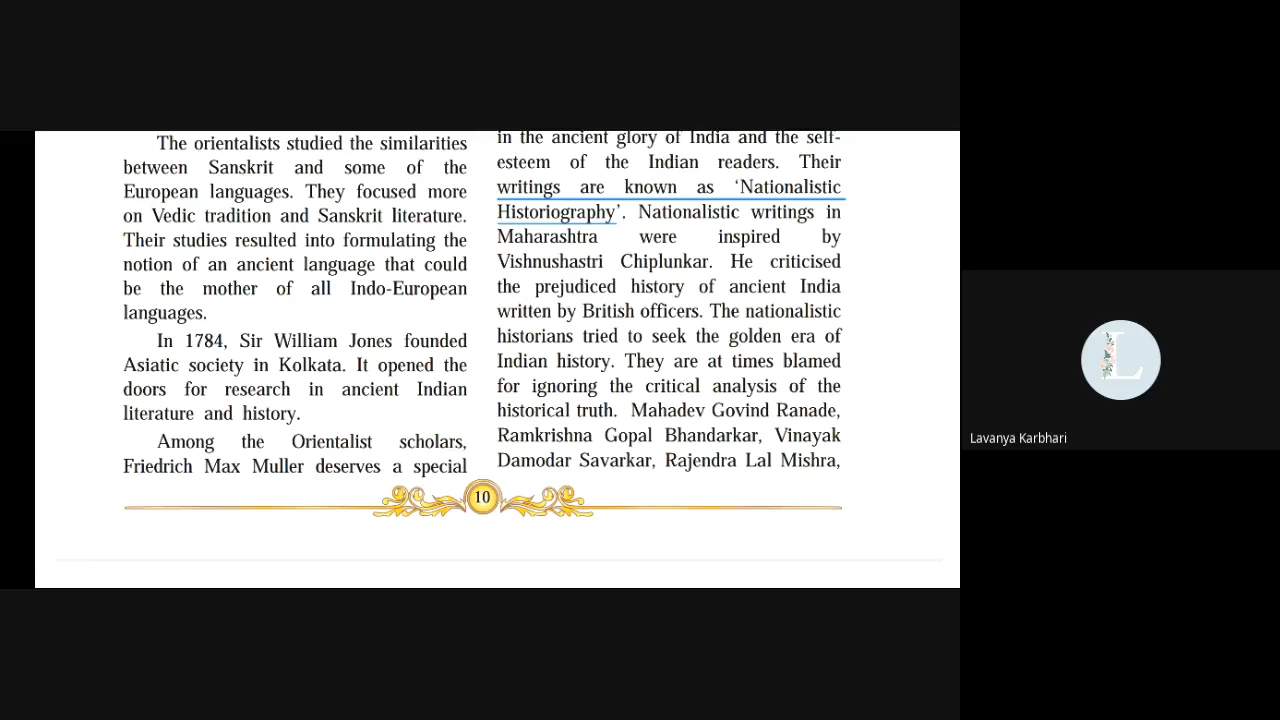 The orientalists studied the similarities
between Sanskrit and some of the
European languages. They focused more
on Vedic tradition and Sanskrit literature.
Their studies resulted into formulating the
notion of an ancient language that could
be the mother of all Indo-European
languages.
In 1784, Sir William Jones founded
Asiatic society in Kolkata. It opened the
doors for research in ancient Indian
literature and history.
Among the Orientalist scholars,
Friedrich Max Muller deserves a special
in the ancient glory of India and the self-
esteem of the Indian readers. Their
writings are known as ‘Nationalistic
Historiography’. Nationalistic writings in
Maharashtra were inspired by
Vishnushastri Chiplunkar. He criticised
the prejudiced history of ancient India
written by British officers. The nationalistic
historians tried to seek the golden era of
Indian history. They are at times blamed
for ignoring the critical analysis of the
historical truth. Mahadev Govind Ranade,
Ramkrishna Gopal Bhandarkar, Vinayak
Damodar Savarkar, Rajendra Lal Mishra,
10
L
Lavanya Karbhari